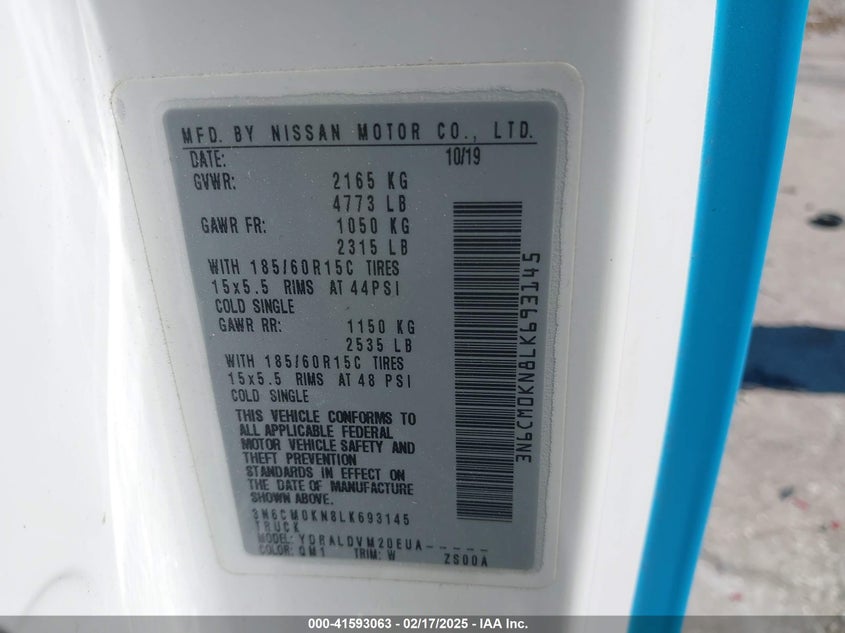 MFD. BY NISSAN MOTOR CO., LTD.
DATE: 10/19
GVWR: 2165 KG
4773 LB
GAWR FR: 1050 KG
2315 LB
WITH 185/60R15C TIRES
15x5.5 RIMS AT 44PSI
COLD SINGLE
GAWR RR: 1150 KG
2535 LB
WITH 185/60R15C TIRES
15x5.5 RIMS AT 48 PSI
COLD SINGLE
THIS VEHICLE CONFORMS TO
ALL APPLICABLE FEDERAL
MOTOR VEHICLE SAFETY AND
THEFT PREVENTION
STANDARDS IN EFFECT ON
THE DATE OF MANUFACTURE
SHOWN ABOVE.
3N6CM0KN8LK693145
TRUCK
MODEL: YDRALDVM20EUA-----
COLOR: QM1 TRIM: W ZS00A
3N6CM0KN8LK693145
000-41593063 - 02/17/2025 - IAA Inc.